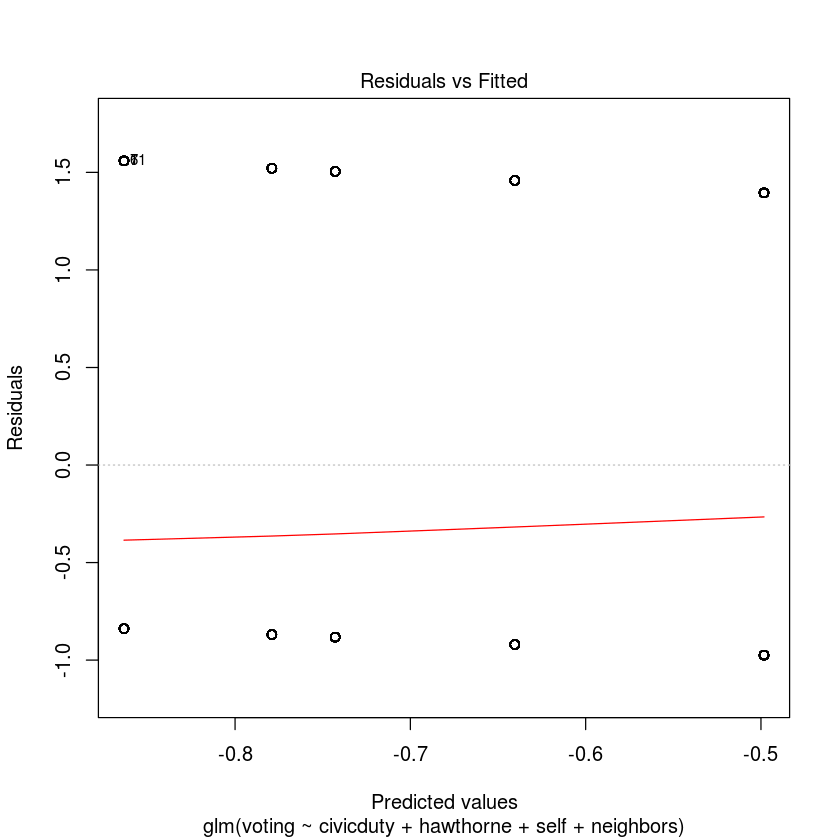 Residuals vs Fitted
1.5
1.0
0.5
0.0
-0.5
-1.0
Residuals
-0.8 -0.7 -0.6 -0.5
Predicted values
glm(voting ~ civicduty + hawthorne + self + neighbors)